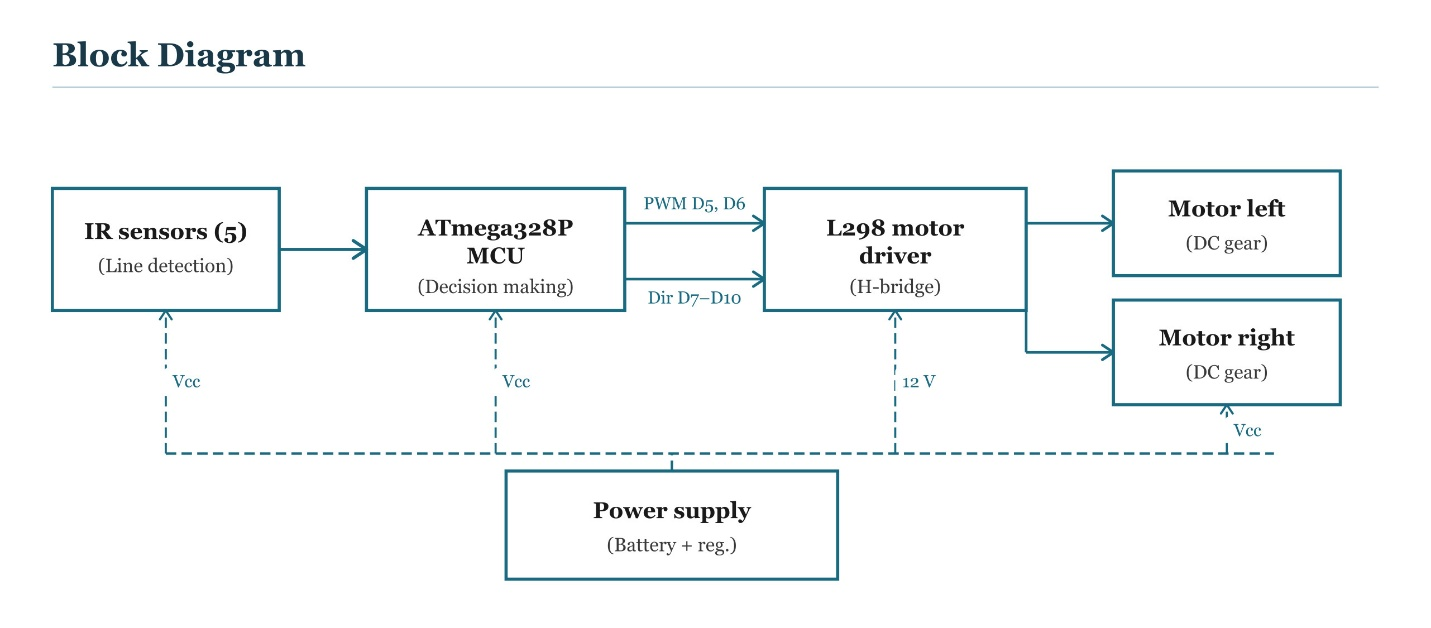 Block Diagram
IR sensors (5)
(Line detection)
ATmega328P
MCU
(Decision making)
PWM D5, D6
Dir D7–D10
L298 motor
driver
(H-bridge)
Motor left
(DC gear)
Motor right
(DC gear)
Vcc
Vcc
12 V
Vcc
Power supply
(Battery + reg.)